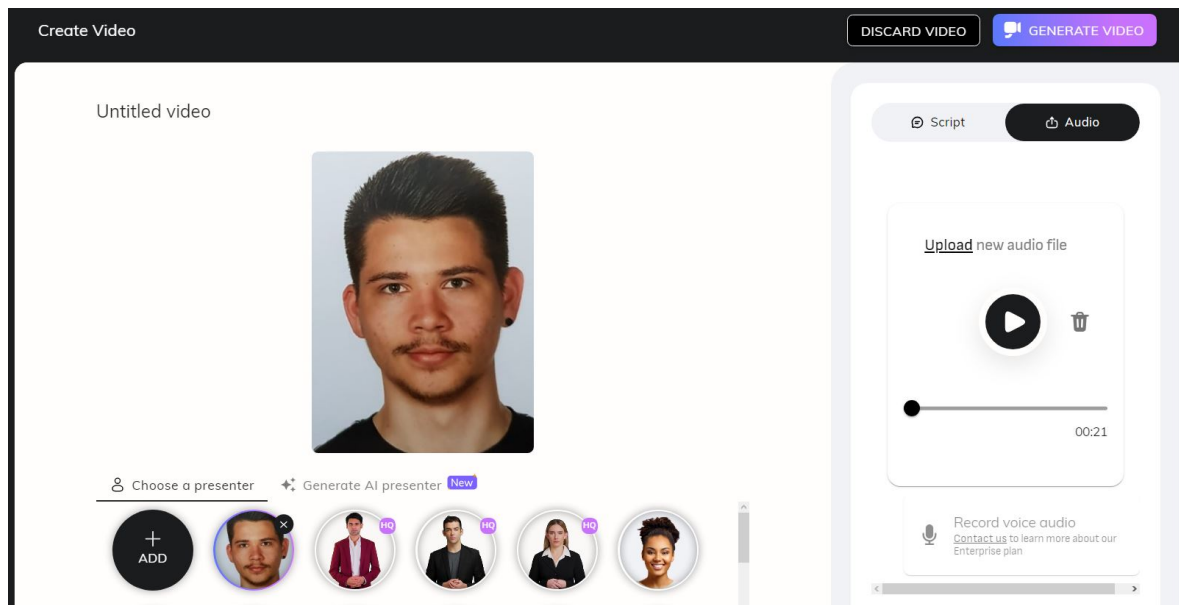 Create Video
DISCARD VIDEO
GENERATE VIDEO
Untitled video
Script
Audio
Upload new audio file
00:21
Choose a presenter
Generate AI presenter New
ADD
HQ
HQ
HQ
Record voice audio
Contact us to learn more about our
Enterprise plan